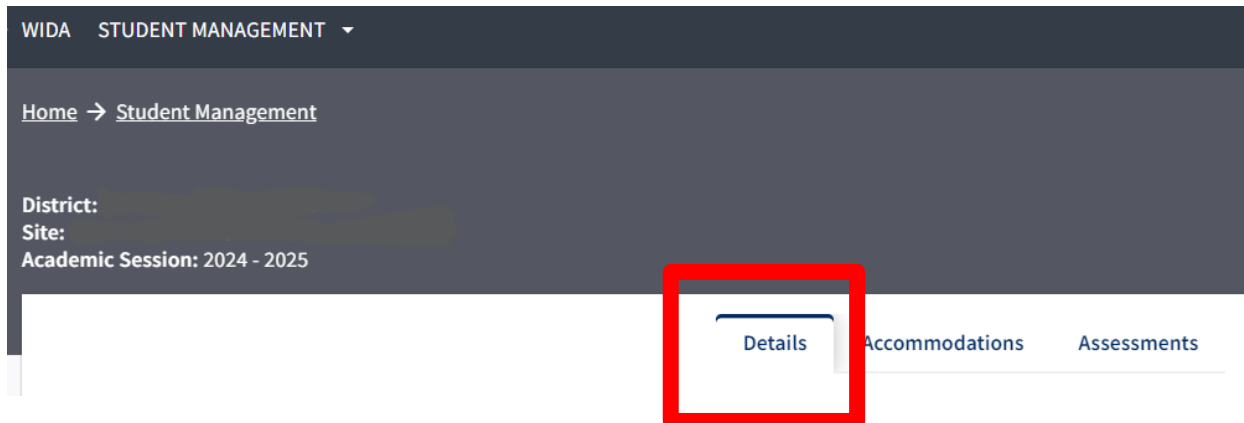 WIDA STUDENT MANAGEMENT
Home → Student Management
District:
Site:
Academic Session: 2024 - 2025
Details Accommodations Assessments